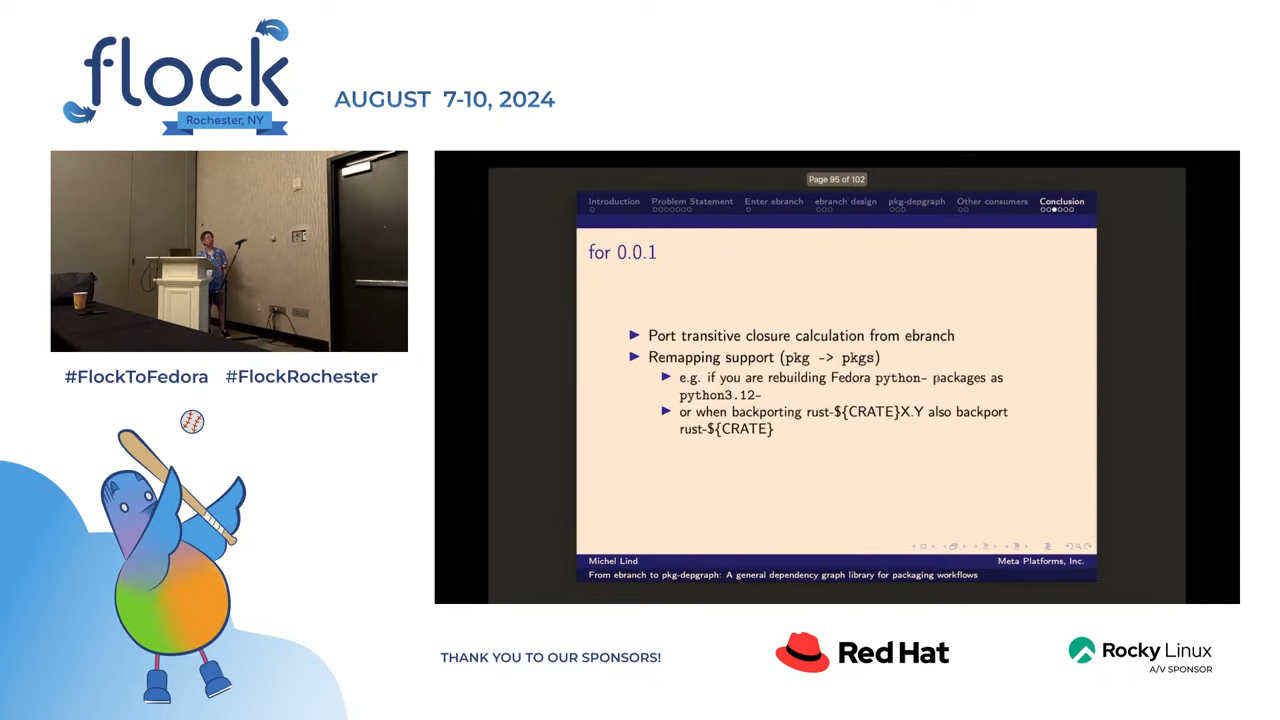 flock
Rochester, NY
AUGUST 7-10, 2024
#FlockToFedora #FlockRochester
Page 95 of 102
Introduction Problem Statement Enter ebranch ebranch design pkg-depgraph Other consumers Conclusion
for 0.0.1
Port transitive closure calculation from ebranch
Remapping support (pkg -> pkgs)
e.g. if you are rebuilding Fedora python- packages as
python3.12-
or when backporting rust-${CRATE}X.Y also backport
rust-${CRATE}
Michel Lind Meta Platforms, Inc.
From ebranch to pkg-depgraph: A general dependency graph library for packaging workflows
THANK YOU TO OUR SPONSORS!
Red Hat
Rocky Linux
A/V SPONSOR